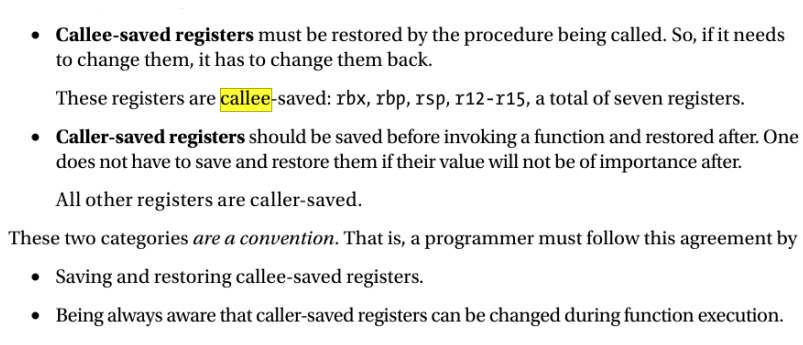 • Callee-saved registers must be restored by the procedure being called. So, if it needs
to change them, it has to change them back.
These registers are callee-saved: rbx, rbp, rsp, r12-r15, a total of seven registers.
• Caller-saved registers should be saved before invoking a function and restored after. One
does not have to save and restore them if their value will not be of importance after.
All other registers are caller-saved.
These two categories are a convention. That is, a programmer must follow this agreement by
• Saving and restoring callee-saved registers.
• Being always aware that caller-saved registers can be changed during function execution.